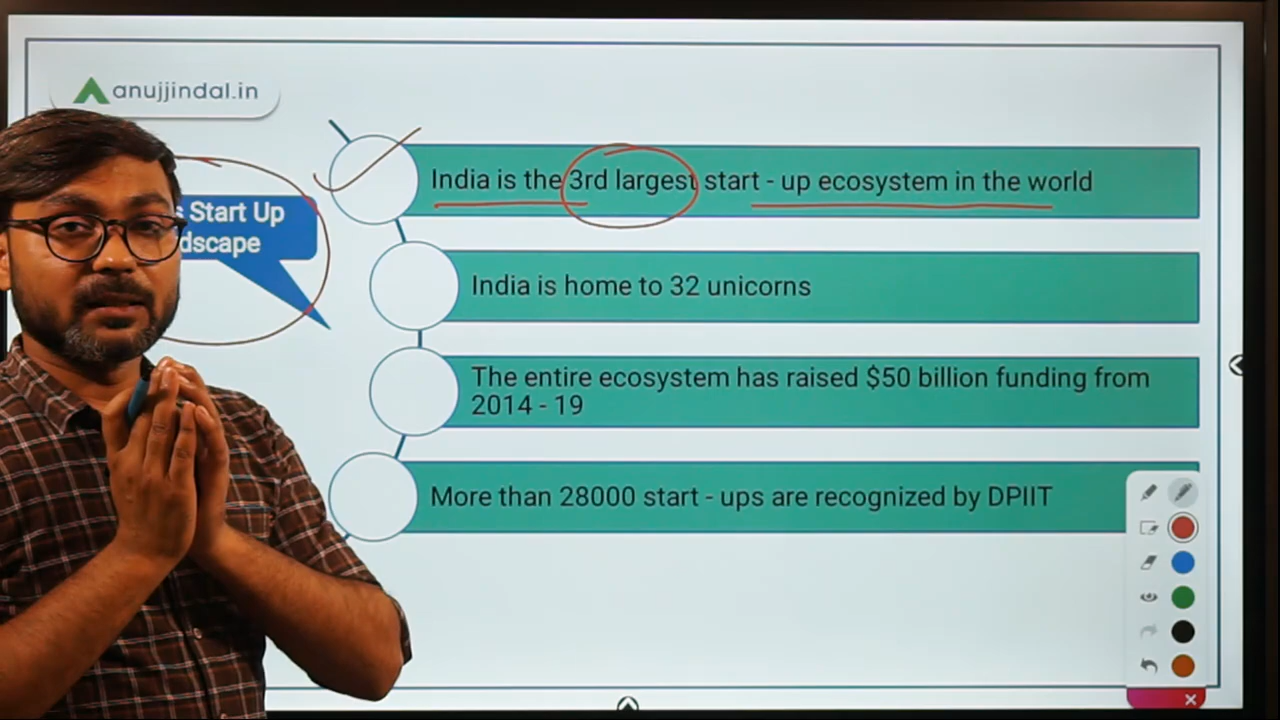 anujjindal.in
Start Up
India is the 3rd largest start - up ecosystem in the world
India is home to 32 unicorns
The entire ecosystem has raised $50 billion funding from
2014 - 19
More than 28000 start - ups are recognized by DPIIT